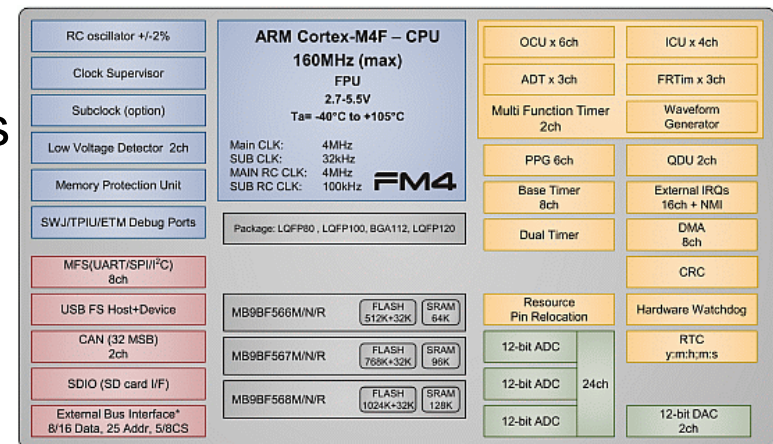 s
RC oscillator +/-2%
Clock Supervisor
Subclock (option)
Low Voltage Detector 2ch
Memory Protection Unit
SWJ/TPIU/ETM Debug Ports
MFS(UART/SPI/I²C)
8ch
USB FS Host+Device
CAN (32 MSB)
2ch
SDIO (SD card I/F)
External Bus Interface*
8/16 Data, 25 Addr, 5/8CS
ARM Cortex-M4F – CPU
160MHz (max)
FPU
2.7-5.5V
Ta= -40°C to +105°C
Main CLK: 4MHz
SUB CLK: 32kHz
MAIN RC CLK: 4MHz
SUB RC CLK: 100kHz
FM4
Package: LQFP80 , LQFP100, BGA112, LQFP120
MB9BF566M/N/R
FLASH
512K+32K
SRAM
64K
MB9BF567M/N/R
FLASH
768K+32K
SRAM
96K
MB9BF568M/N/R
FLASH
1024K+32K
SRAM
128K
OCU x 6ch
ICU x 4ch
ADT x 3ch
FRTim x 3ch
Multi Function Timer
2ch
Waveform
Generator
PPG 6ch
QDU 2ch
Base Timer
8ch
External IRQs
16ch + NMI
Dual Timer
DMA
8ch
CRC
Resource
Pin Relocation
Hardware Watchdog
12-bit ADC
12-bit ADC
12-bit ADC
24ch
RTC
y:m:h;m:s
12-bit DAC
2ch